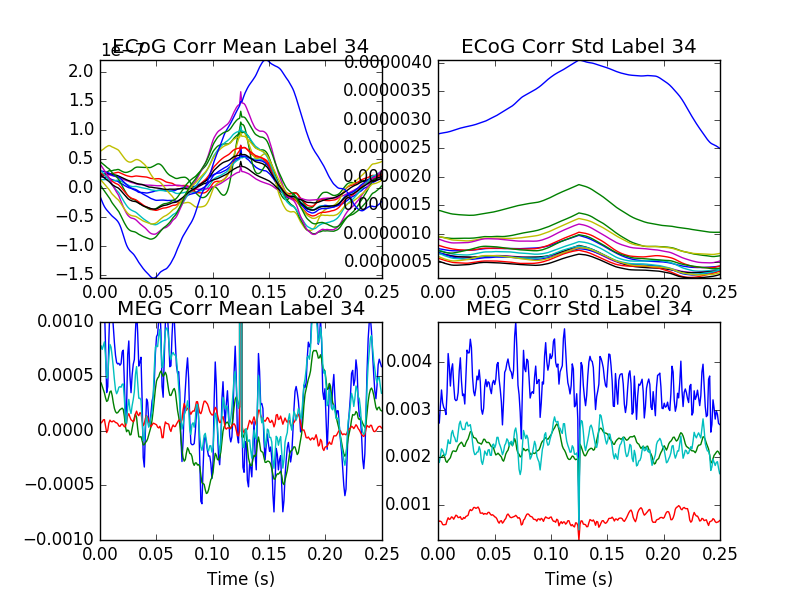 1e−7
ECoG Corr Mean Label 34
2.0
1.5
1.0
0.5
0.0
−0.5
−1.0
−1.5
0.00 0.05 0.10 0.15 0.20 0.25
ECoG Corr Std Label 34
0.0000040
0.0000035
0.0000030
0.0000025
0.0000020
0.0000015
0.0000010
0.0000005
0.00 0.05 0.10 0.15 0.20 0.25
MEG Corr Mean Label 34
0.0010
0.0005
0.0000
−0.0005
−0.0010
0.00 0.05 0.10 0.15 0.20 0.25
Time (s)
MEG Corr Std Label 34
0.004
0.003
0.002
0.001
0.00 0.05 0.10 0.15 0.20 0.25
Time (s)